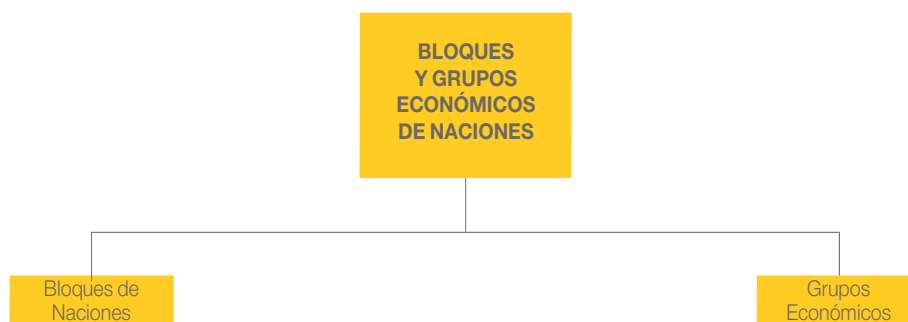 BLOQUES
Y GRUPOS
ECONÓMICOS
DE NACIONES
Bloques de
Naciones
Grupos
Económicos